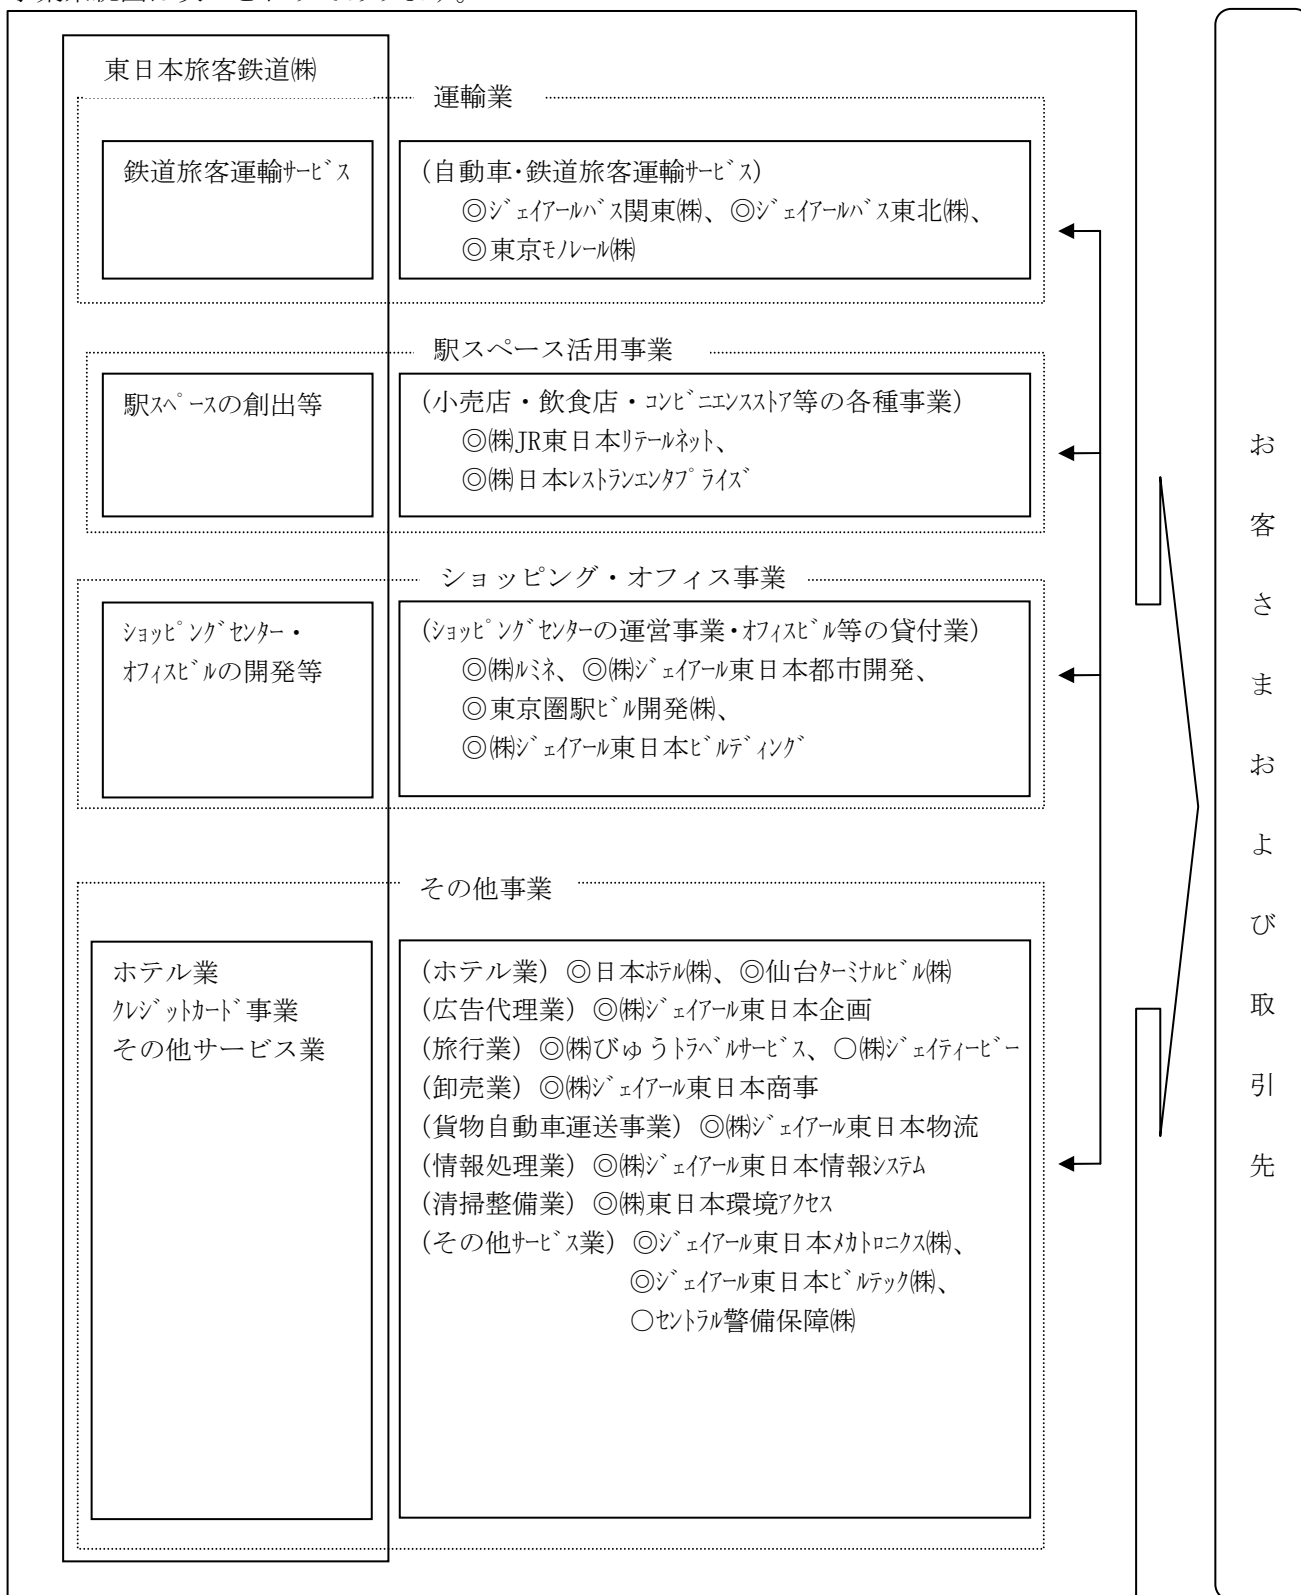 東日本旅客鉄道㈱
運輸業
鉄道旅客運輸ｻｰﾋﾞｽ
(自動車・鉄道旅客運輸ｻｰﾋﾞｽ)
◎ｼﾞｪｲｱｰﾙﾊﾞｽ関東㈱、◎ｼﾞｪｲｱｰﾙﾊﾞｽ東北㈱、
◎東京ﾓﾉﾚｰﾙ㈱
駅スペース活用事業
駅ｽﾍﾟｰｽの創出等
(小売店・飲食店・ｺﾝﾋﾞﾆｴﾝｽｽﾄｱ等の各種事業)
◎㈱JR東日本ﾘﾃｰﾙﾈｯﾄ、
◎㈱日本ﾚｽﾄﾗﾝｴﾝﾀﾌﾟﾗｲｽﾞ
ショッピング・オフィス事業
ｼｮｯﾋﾟﾝｸﾞｾﾝﾀｰ・
ｵﾌｨｽﾋﾞﾙの開発等
(ｼｮｯﾋﾟﾝｸﾞｾﾝﾀｰの運営事業・ｵﾌｨｽﾋﾞﾙ等の貸付業)
◎㈱ﾙﾐﾈ、◎㈱ｼﾞｪｲｱｰﾙ東日本都市開発、
◎東京圏駅ﾋﾞﾙ開発㈱、
◎㈱ｼﾞｪｲｱｰﾙ東日本ﾋﾞﾙﾃﾞｨﾝｸﾞ
その他事業
ホテル業
ｸﾚｼﾞｯﾄｶｰﾄﾞ事業
その他サービス業
(ホテル業) ◎日本ﾎﾃﾙ㈱、◎仙台ﾀｰﾐﾅﾙﾋﾞﾙ㈱
(広告代理業) ◎㈱ｼﾞｪｲｱｰﾙ東日本企画
(旅行業) ◎㈱びゅうﾄﾗﾍﾞﾙｻｰﾋﾞｽ、○㈱ｼﾞｪｲﾃｨｰﾋﾞｰ
(卸売業) ◎㈱ｼﾞｪｲｱｰﾙ東日本商事
(貨物自動車運送事業) ◎㈱ｼﾞｪｲｱｰﾙ東日本物流
(情報処理業) ◎㈱ｼﾞｪｲｱｰﾙ東日本情報ｼｽﾃﾑ
(清掃整備業) ◎㈱東日本環境ｱｸｾｽ
(その他ｻｰﾋﾞｽ業) ◎ｼﾞｪｲｱｰﾙ東日本ﾒｶﾄﾛﾆｸｽ㈱、
◎ｼﾞｪｲｱｰﾙ東日本ﾋﾞﾙﾃｯｸ㈱、
○ｾﾝﾄﾗﾙ警備保障㈱
お客さまおよび取引先